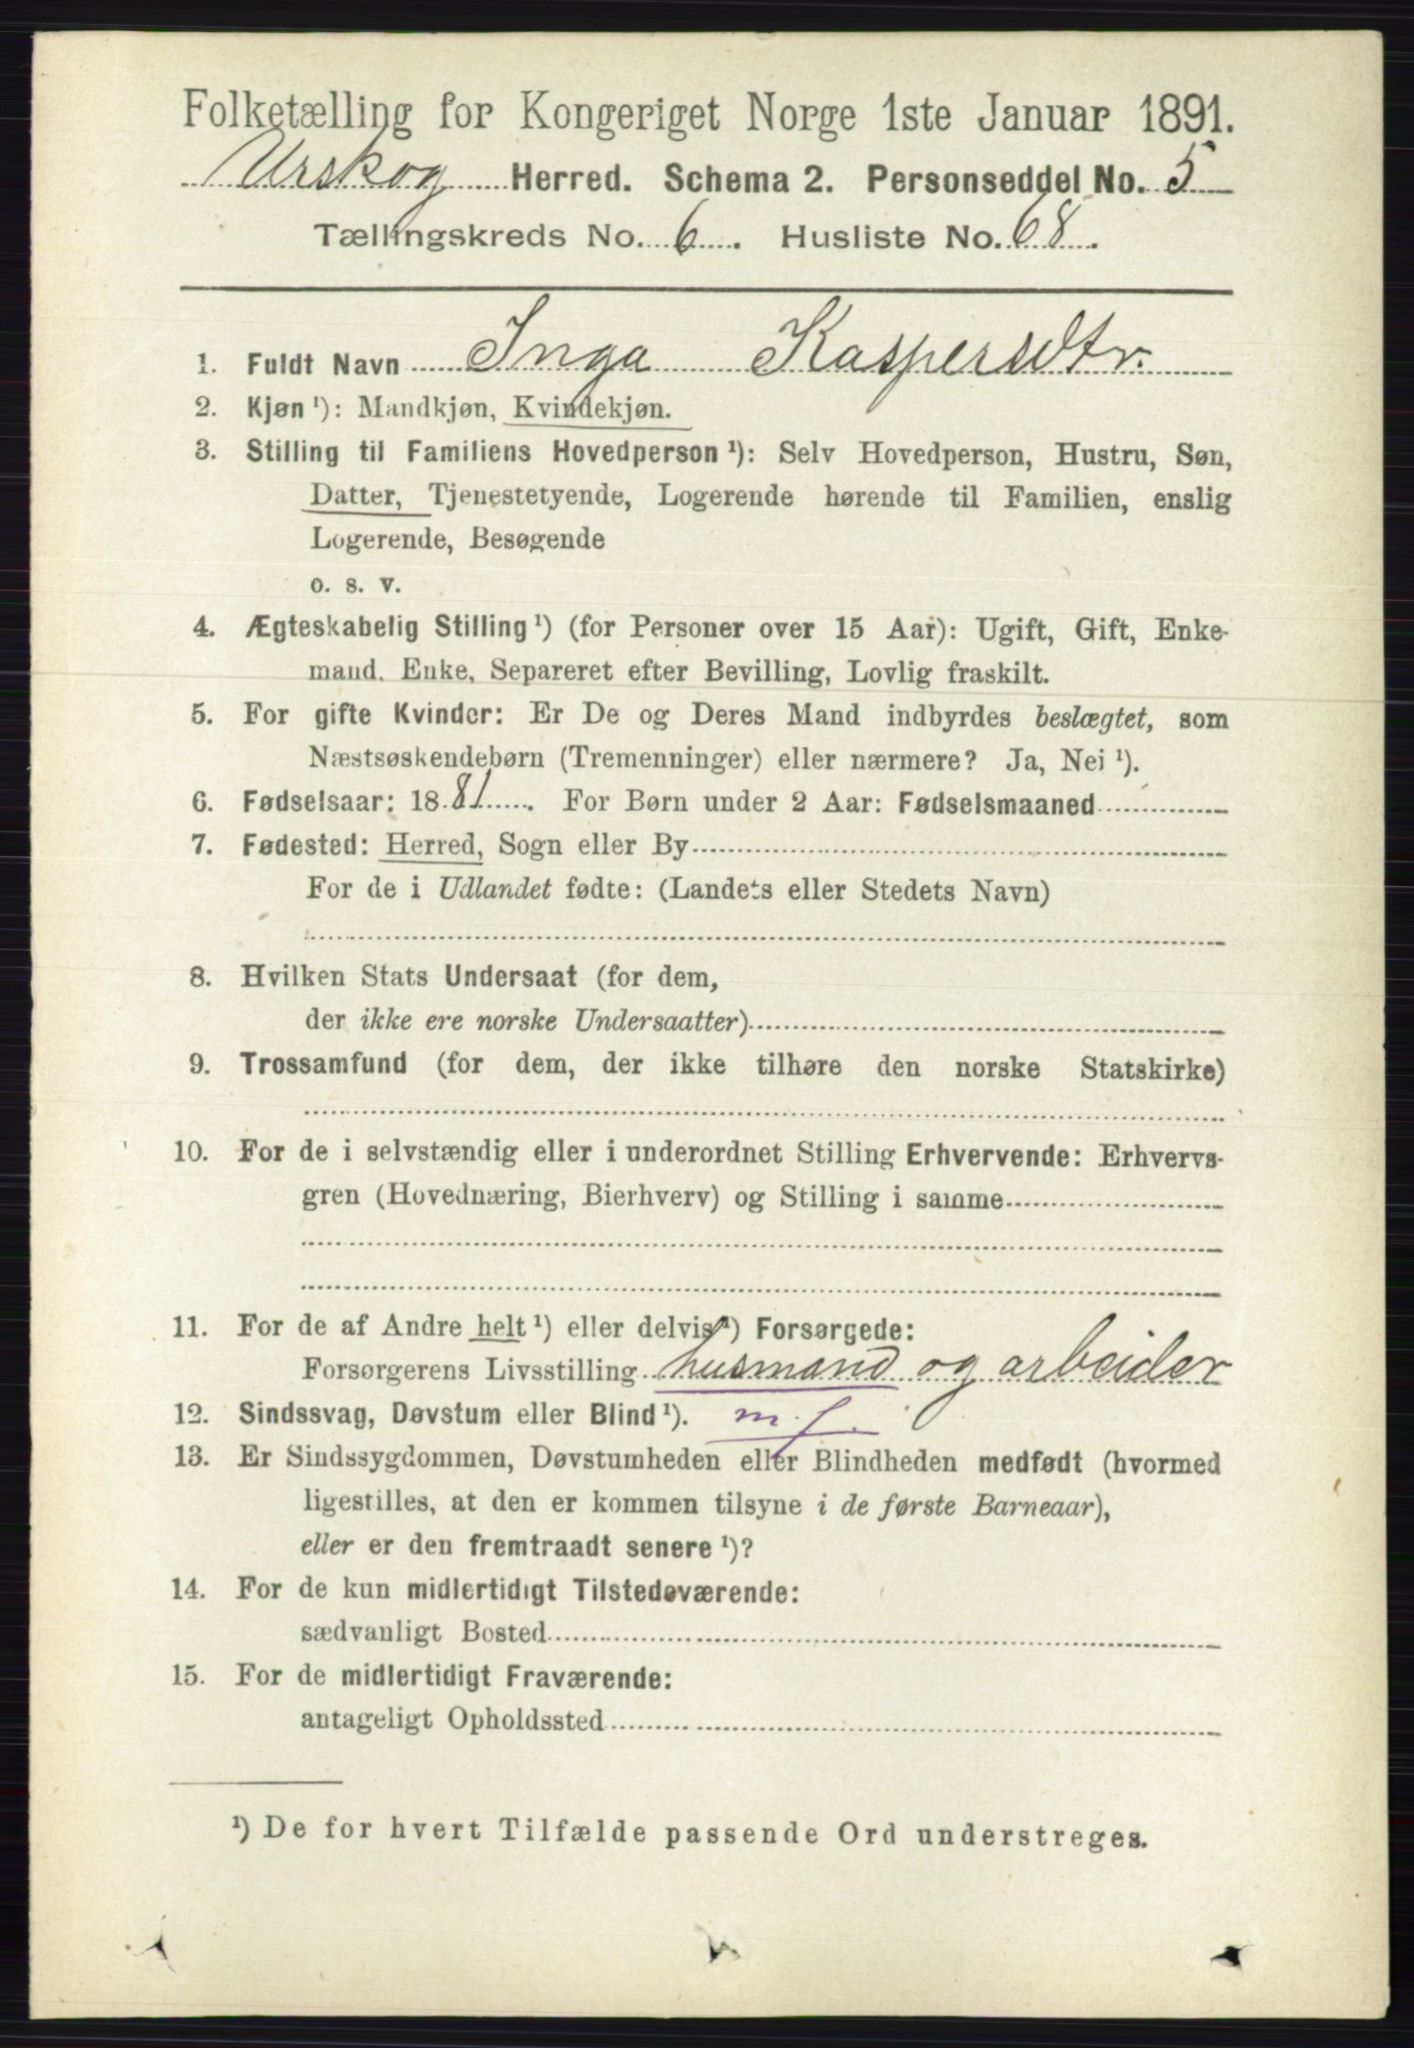 Folketælling for Kongeriget Norge 1ste Januar 1891.
Urskog Herred. Schema 2. Personseddel No. 5
Tællingskreds No. 6. Husliste No. 68.
1. Fuldt Navn Inga Kaspersdtr.
2. Kjøn ¹): Mandkjøn, Kvindekjøn.
3. Stilling til Familiens Hovedperson ¹): Selv Hovedperson, Hustru, Søn,
Datter, Tjenestetyende, Logerende hørende til Familien, enslig
Logerende, Besøgende
o. s. v.
4. Ægteskabelig Stilling ¹) (for Personer over 15 Aar): Ugift, Gift, Enke-
mand, Enke, Separeret efter Bevilling, Lovlig fraskilt.
5. For gifte Kvinder: Er De og Deres Mand indbyrdes beslægtet, som
Næstsøskendebørn (Tremenninger) eller nærmere? Ja, Nei ¹).
6. Fødselsaar: 1881. For Børn under 2 Aar: Fødselsmaaned
7. Fødested: Herred, Sogn eller By
For de i Udlandet fødte: (Landets eller Stedets Navn)
8. Hvilken Stats Undersaat (for dem,
der ikke ere norske Undersaatter)
9. Trossamfund (for dem, der ikke tilhøre den norske Statskirke)
10. For de i selvstændig eller i underordnet Stilling Erhvervende: Erhvervs-
gren (Hovednæring, Bierhverv) og Stilling i samme
11. For de af Andre helt ¹) eller delvis ¹) Forsørgede:
Forsørgerens Livsstilling husmand og arbeider
12. Sindssvag, Døvstum eller Blind ¹). m. f.
13. Er Sindssygdommen, Døvstumheden eller Blindheden medfødt (hvormed
ligestilles, at den er kommen tilsyne i de første Barneaar),
eller er den fremtraadt senere ¹)?
14. For de kun midlertidigt Tilstedeværende:
sædvanligt Bosted
15. For de midlertidigt Fraværende:
antageligt Opholdssted
¹) De for hvert Tilfælde passende Ord understreges.